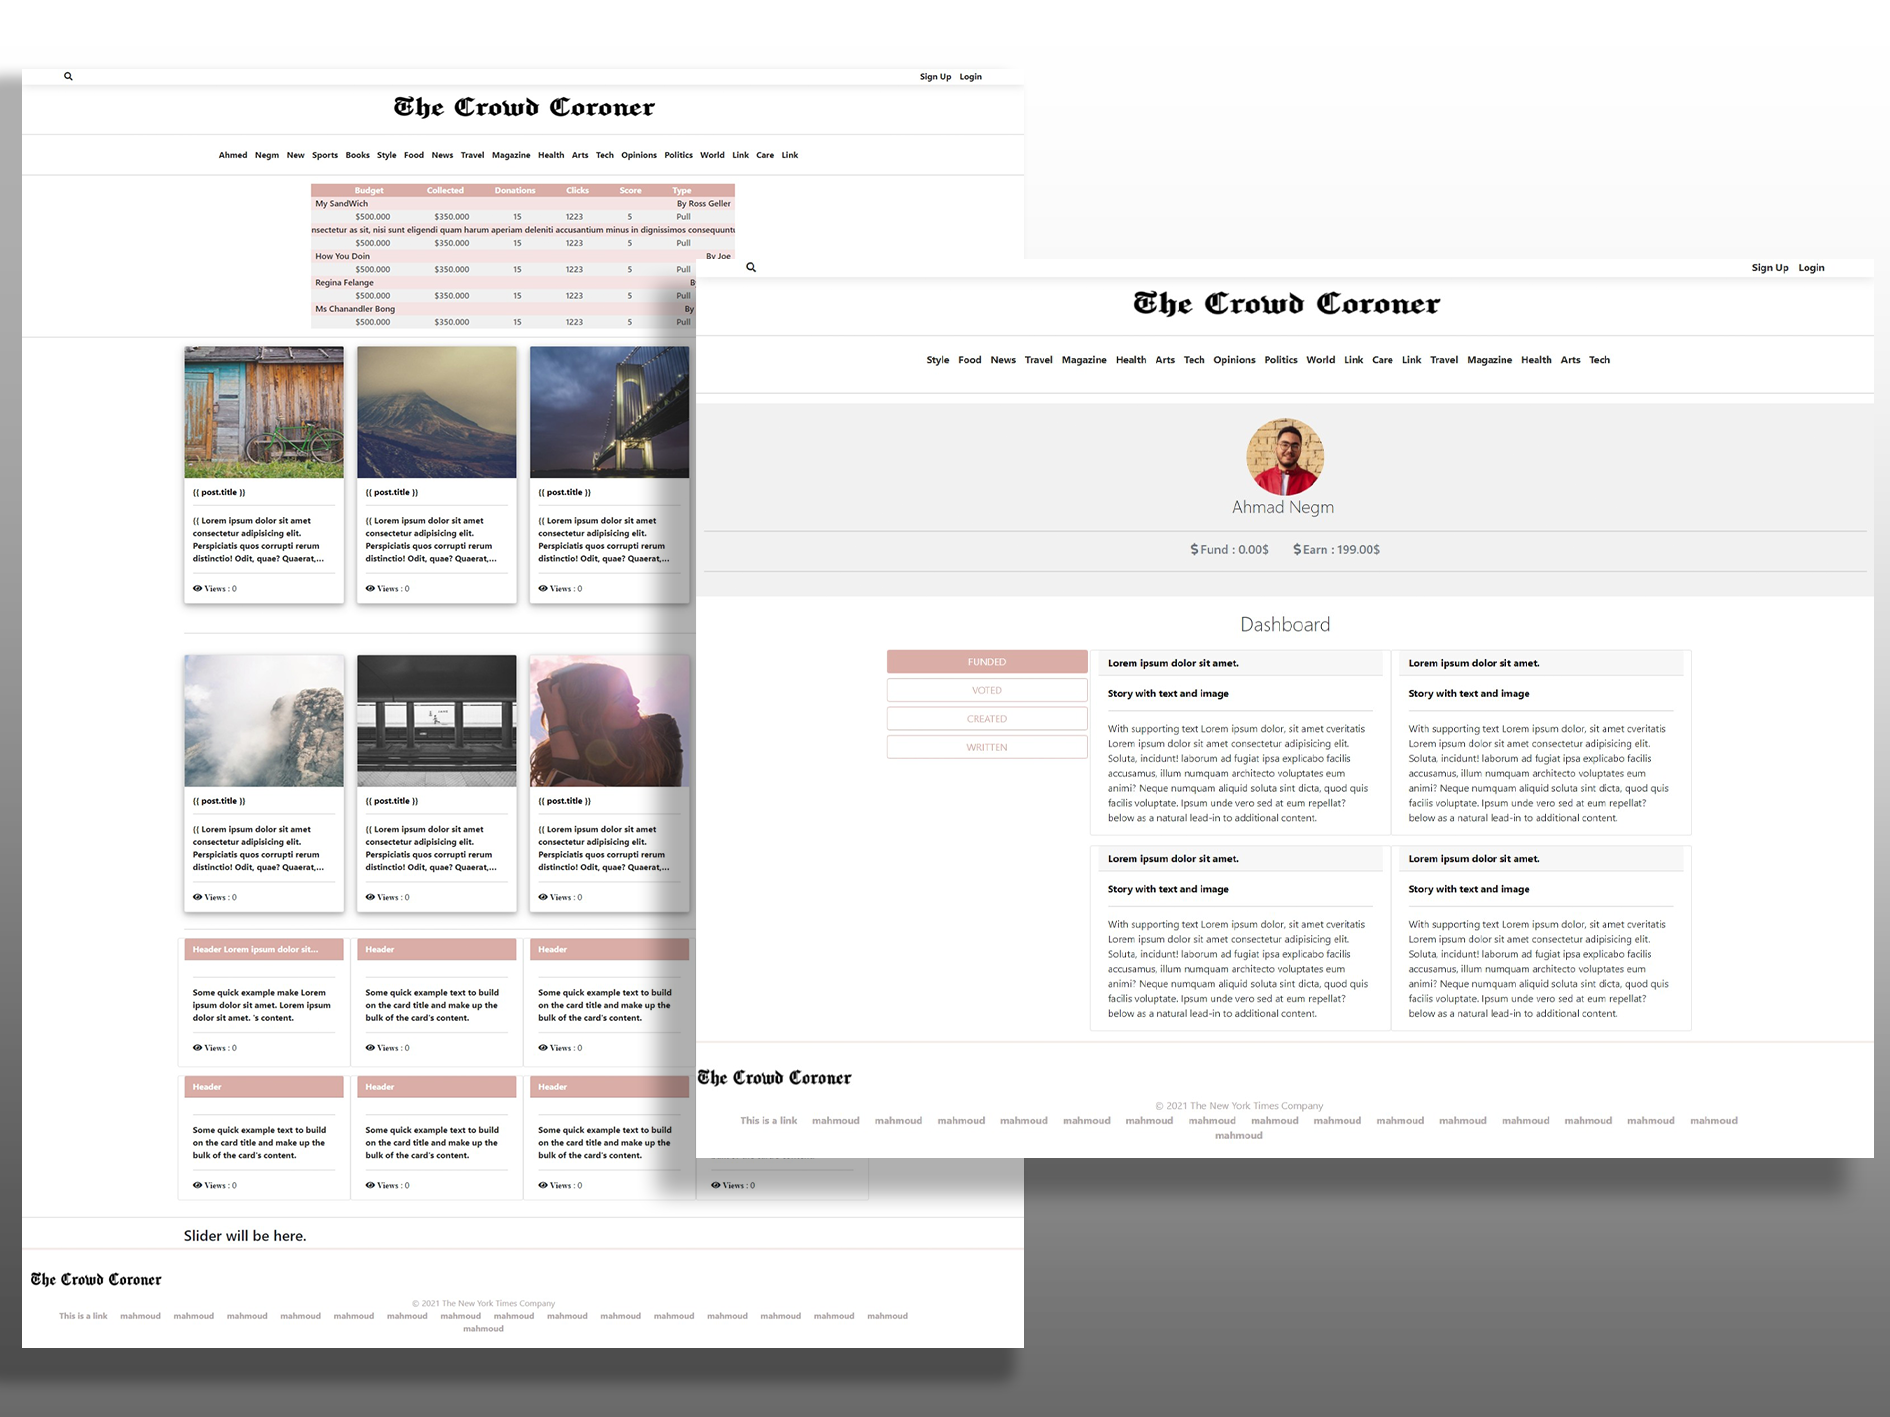 Sign Up Login
The Crowd Coroner
Ahmed Negm New Sports Books Style Food News Travel Magazine Health Arts Tech Opinions Politics World Link Care Link
Budget Collected Donations Clicks Score Type
My SandWich By Ross Geller
$500.000 $350.000 15 1223 5 Pull
nsectetur as sit, nisi sunt eligendi quam harum aperiam deleniti accusantium minus in dignissimos consequunt
$500.000 $350.000 15 1223 5 Pull
How You Doin By Joe
$500.000 $350.000 15 1223 5 Pull
Regina Felange B
$500.000 $350.000 15 1223 5 Pull
Ms Chanandler Bong By
$500.000 $350.000 15 1223 5 Pull
{{ post.title }}
{{ Lorem ipsum dolor sit amet
consectetur adipisicing elit.
Perspiciatis quos corrupti rerum
distinctio! Odit, quae? Quaerat,...
Views : 0
{{ post.title }}
{{ Lorem ipsum dolor sit amet
consectetur adipisicing elit.
Perspiciatis quos corrupti rerum
distinctio! Odit, quae? Quaerat,...
Views : 0
{{ post.title }}
{{ Lorem ipsum dolor sit amet
consectetur adipisicing elit.
Perspiciatis quos corrupti rerum
distinctio! Odit, quae? Quaerat,...
Views : 0
{{ post.title }}
{{ Lorem ipsum dolor sit amet
consectetur adipisicing elit.
Perspiciatis quos corrupti rerum
distinctio! Odit, quae? Quaerat,...
Views : 0
{{ post.title }}
{{ Lorem ipsum dolor sit amet
consectetur adipisicing elit.
Perspiciatis quos corrupti rerum
distinctio! Odit, quae? Quaerat,...
Views : 0
{{ post.title }}
{{ Lorem ipsum dolor sit amet
consectetur adipisicing elit.
Perspiciatis quos corrupti rerum
distinctio! Odit, quae? Quaerat,...
Views : 0
Header Lorem ipsum dolor sit...
Some quick example make Lorem
ipsum dolor sit amet. Lorem ipsum
dolor sit amet. 's content.
Views : 0
Header
Some quick example text to build
on the card title and make up the
bulk of the card's content.
Views : 0
Header
Some quick example text to build
on the card title and make up the
bulk of the card's content.
Views : 0
Header
Some quick example text to build
on the card title and make up the
bulk of the card's content.
Views : 0
Header
Some quick example text to build
on the card title and make up the
bulk of the card's content.
Views : 0
Header
Some quick example text to build
on the card title and make up the
bulk of the card's content.
Views : 0
Views : 0
Slider will be here.
The Crowd Coroner
© 2021 The New York Times Company
This is a link mahmoud mahmoud mahmoud mahmoud mahmoud mahmoud mahmoud mahmoud mahmoud mahmoud mahmoud mahmoud mahmoud mahmoud mahmoud
mahmoud
Sign Up Login
The Crowd Coroner
Style Food News Travel Magazine Health Arts Tech Opinions Politics World Link Care Link Travel Magazine Health Arts Tech
Ahmad Negm
$ Fund : 0.00$ $ Earn : 199.00$
Dashboard
FUNDED
VOTED
CREATED
WRITTEN
Lorem ipsum dolor sit amet.
Story with text and image
With supporting text Lorem ipsum dolor, sit amet cveritatis
Lorem ipsum dolor sit amet consectetur adipisicing elit.
Soluta, incidunt! laborum ad fugiat ipsa explicabo facilis
accusamus, illum numquam architecto voluptates eum
animi? Neque numquam aliquid soluta sint dicta, quod quis
facilis voluptate. Ipsum unde vero sed at eum repellat?
below as a natural lead-in to additional content.
Lorem ipsum dolor sit amet.
Story with text and image
With supporting text Lorem ipsum dolor, sit amet cveritatis
Lorem ipsum dolor sit amet consectetur adipisicing elit.
Soluta, incidunt! laborum ad fugiat ipsa explicabo facilis
accusamus, illum numquam architecto voluptates eum
animi? Neque numquam aliquid soluta sint dicta, quod quis
facilis voluptate. Ipsum unde vero sed at eum repellat?
below as a natural lead-in to additional content.
Lorem ipsum dolor sit amet.
Story with text and image
With supporting text Lorem ipsum dolor, sit amet cveritatis
Lorem ipsum dolor sit amet consectetur adipisicing elit.
Soluta, incidunt! laborum ad fugiat ipsa explicabo facilis
accusamus, illum numquam architecto voluptates eum
animi? Neque numquam aliquid soluta sint dicta, quod quis
facilis voluptate. Ipsum unde vero sed at eum repellat?
below as a natural lead-in to additional content.
Lorem ipsum dolor sit amet.
Story with text and image
With supporting text Lorem ipsum dolor, sit amet cveritatis
Lorem ipsum dolor sit amet consectetur adipisicing elit.
Soluta, incidunt! laborum ad fugiat ipsa explicabo facilis
accusamus, illum numquam architecto voluptates eum
animi? Neque numquam aliquid soluta sint dicta, quod quis
facilis voluptate. Ipsum unde vero sed at eum repellat?
below as a natural lead-in to additional content.
The Crowd Coroner
© 2021 The New York Times Company
This is a link mahmoud mahmoud mahmoud mahmoud mahmoud mahmoud mahmoud mahmoud mahmoud mahmoud mahmoud mahmoud mahmoud mahmoud mahmoud
mahmoud